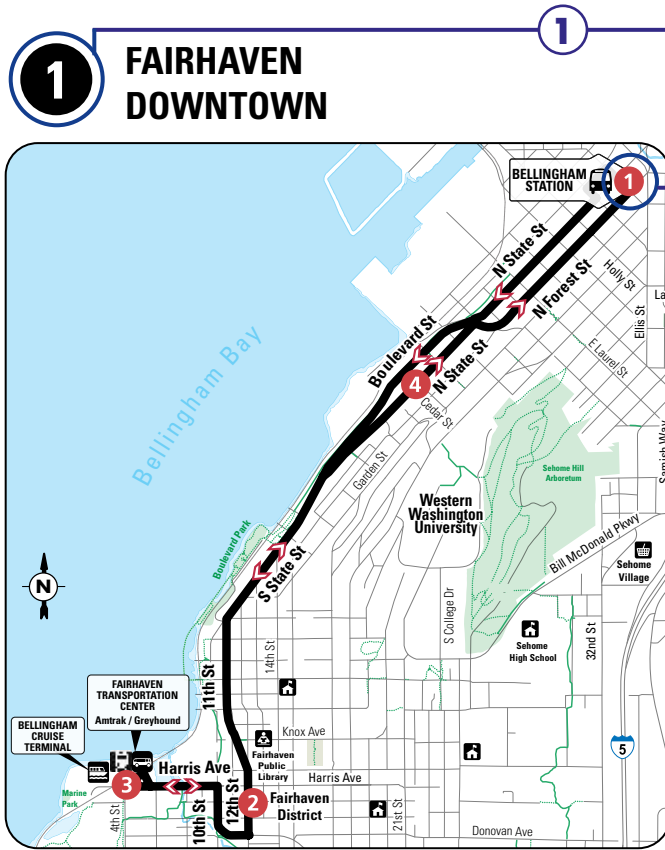 1
1
FAIRHAVEN
DOWNTOWN
BELLINGHAM
STATION
1
N State St
Holly St
N Forest St
La
Ellis St
Boulevard St
N State St
E Laurel St
4
Cedar St
Bellingham Bay
Garden St
Sehome Hill
Arboretum
Samish Way
Western
Washington
University
Bill McDonald Pkwy
Boulevard Park
S State St
Sehome
Village
N
S College Dr
32nd St
Sehome
High School
14th St
11th St
FAIRHAVEN
TRANSPORTATION
CENTER
Amtrak / Greyhound
BELLINGHAM
CRUISE
TERMINAL
Knox Ave
5
Fairhaven
Public
Library
Harris Ave
Harris Ave
3
Marine
Park
4th St
10th St
12th St
2
Fairhaven
District
21st St
Donovan Ave